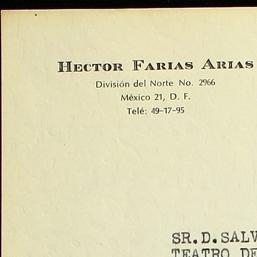 HECTOR FARIAS ARIAS
División del Norte No. 2966
México 21, D. F.
Telé: 49-17-95
SR.D.SALV
TEATRO DE